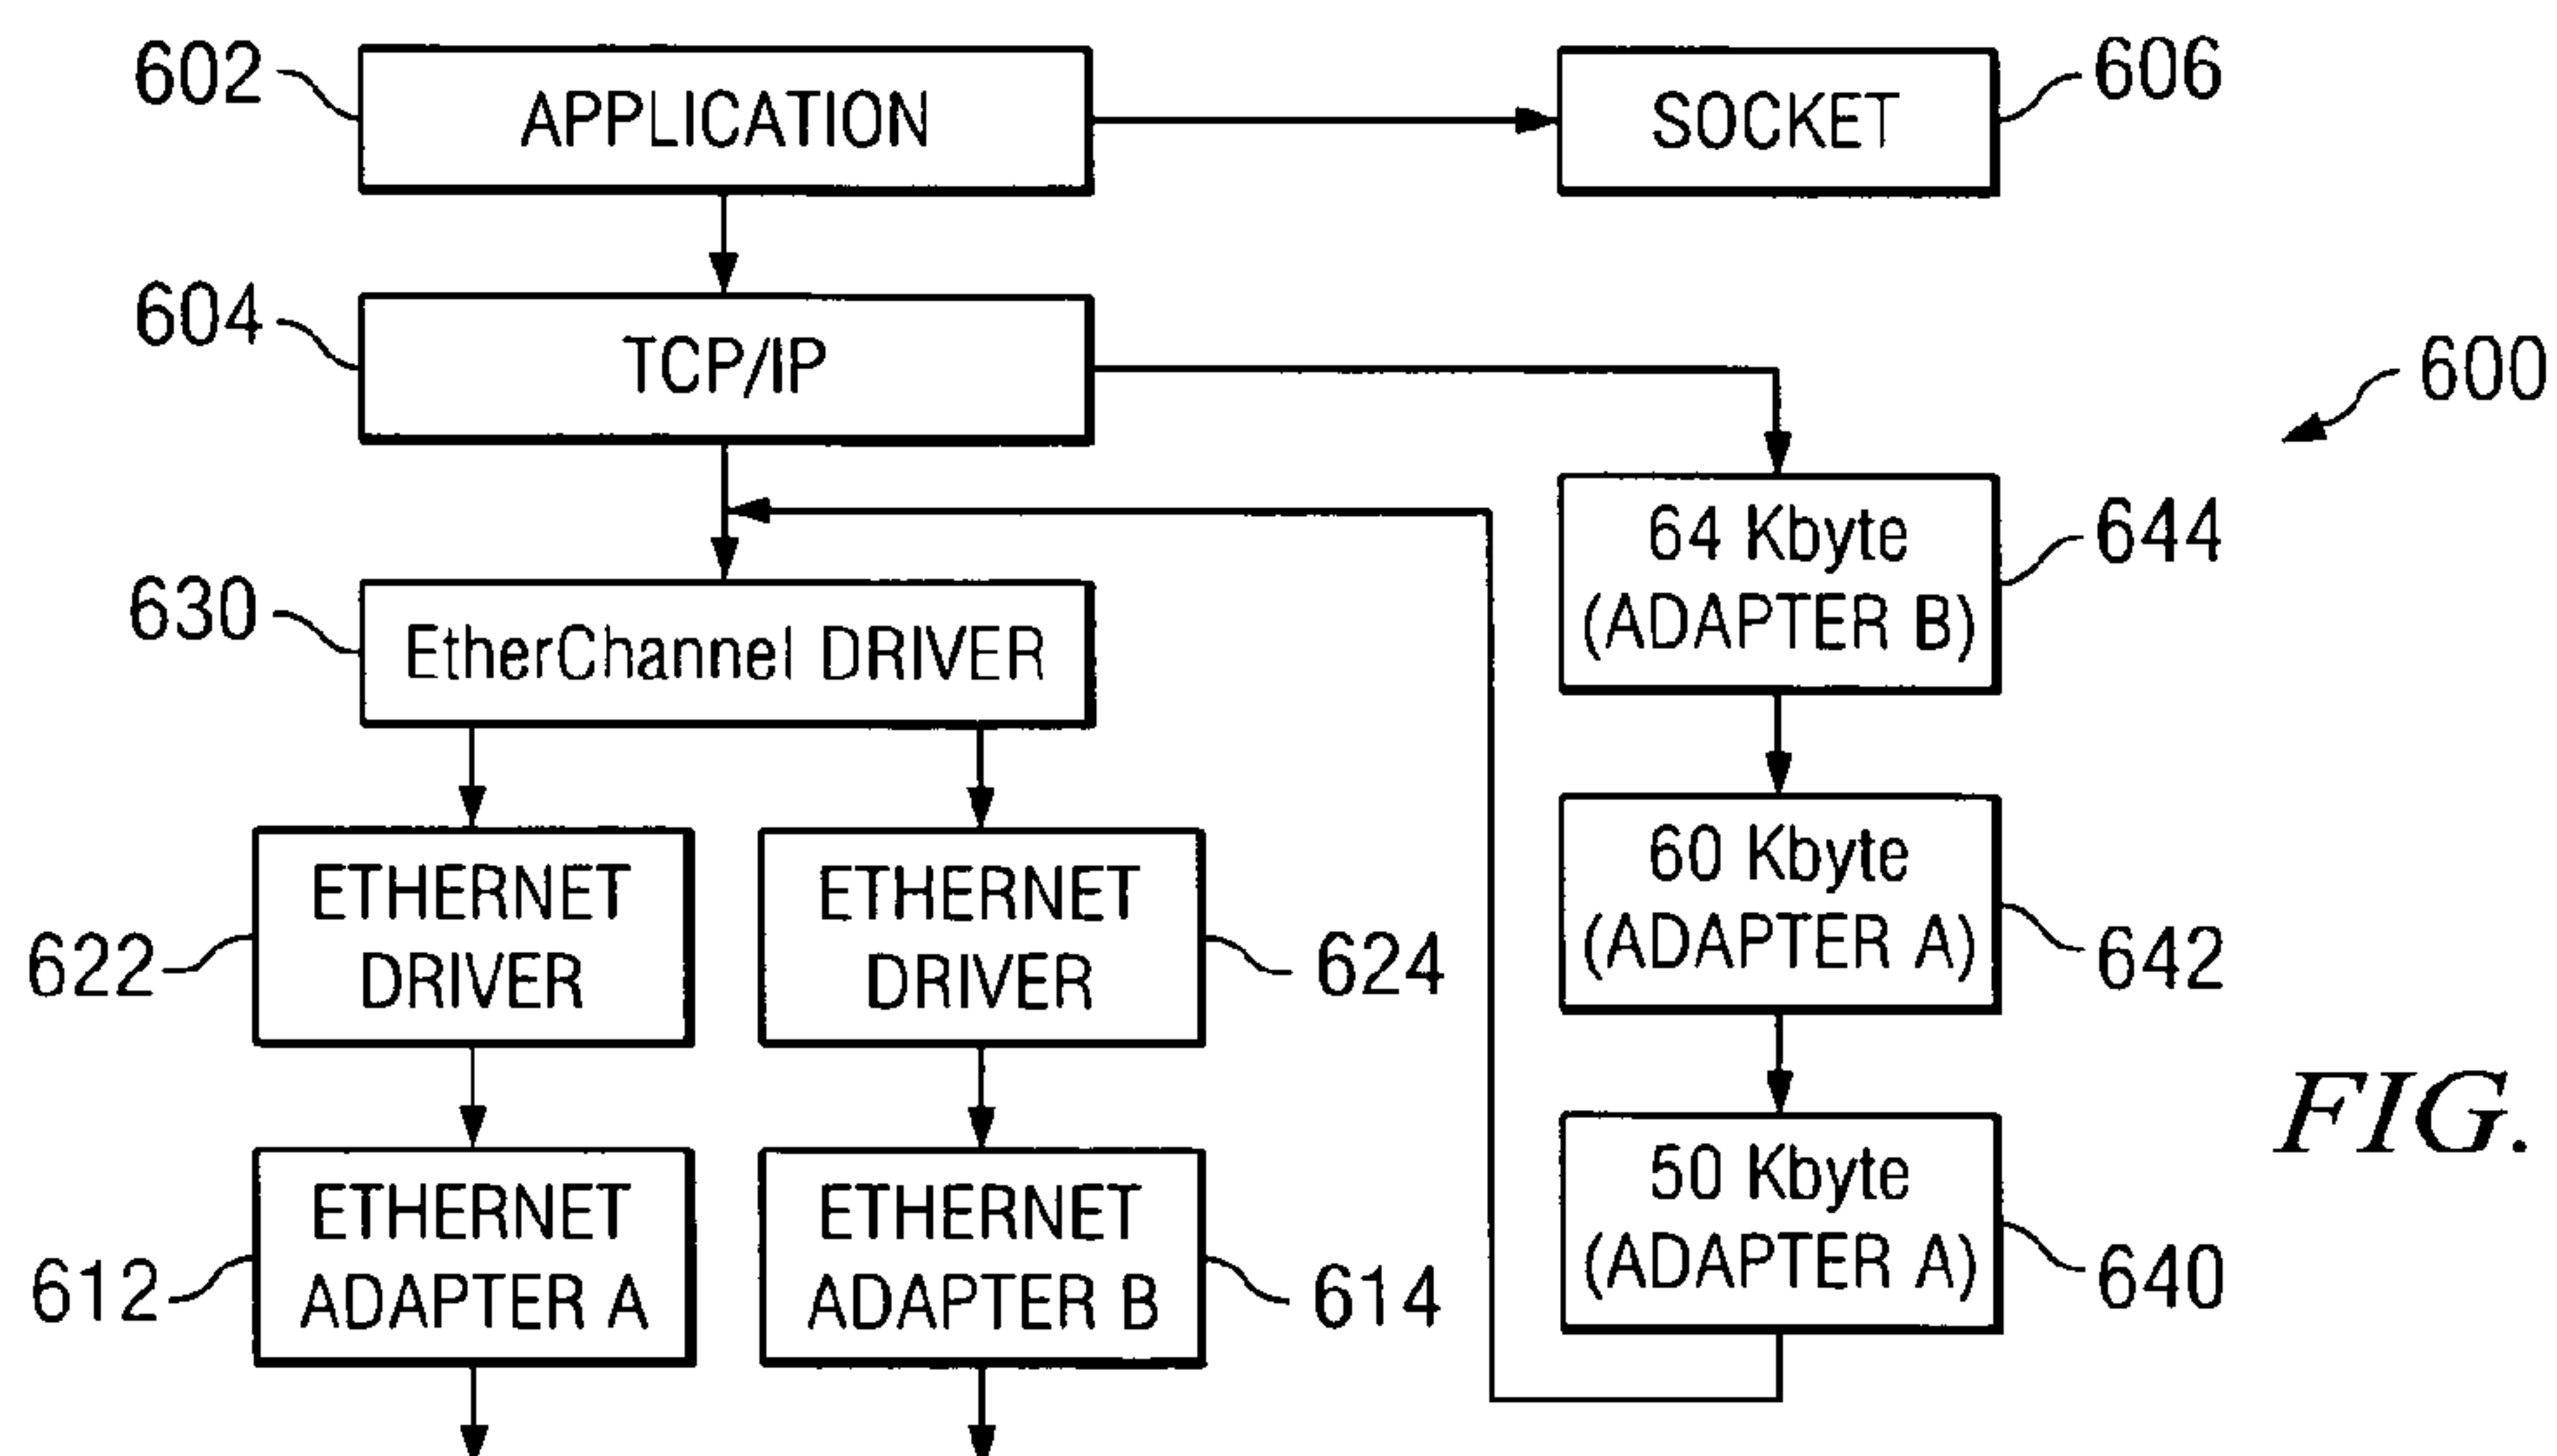 602
APPLICATION
SOCKET
606
604
TCP/IP
600
630
EtherChannel DRIVER
64 Kbyte
(ADAPTER B)
644
622
ETHERNET
DRIVER
ETHERNET
DRIVER
624
60 Kbyte
(ADAPTER A)
642
612
ETHERNET
ADAPTER A
ETHERNET
ADAPTER B
614
50 Kbyte
(ADAPTER A)
640
FIG.